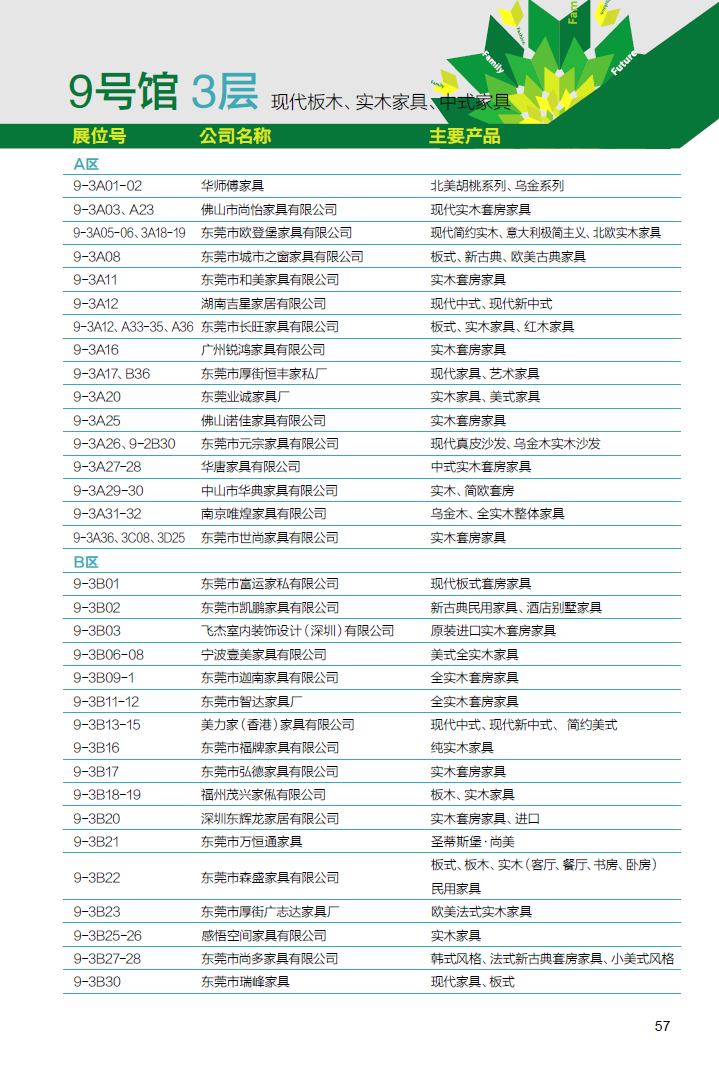 Family
Family
Fashion
Fam
Future
9号馆 3层 现代板木、实木家具、中式家具
展位号 公司名称 主要产品
A区
9-3A01-02 华师傅家具 北美胡桃系列、乌金系列
9-3A03、A23 佛山市尚怡家具有限公司 现代实木套房家具
9-3A05-06、3A18-19 东莞市欧登堡家具有限公司 现代简约实木、意大利极简主义、北欧实木家具
9-3A08 东莞市城市之窗家具有限公司 板式、新古典、欧美古典家具
9-3A11 东莞市和美家具有限公司 实木套房家具
9-3A12 湖南吉星家居有限公司 现代中式、现代新中式
9-3A12、A33-35、A36 东莞市长旺家具有限公司 板式、实木家具、红木家具
9-3A16 广州锐鸿家具有限公司 实木套房家具
9-3A17、B36 东莞市厚街恒丰家私厂 现代家具、艺术家具
9-3A20 东莞业诚家具厂 实木家具、美式家具
9-3A25 佛山诺佳家具有限公司 实木套房家具
9-3A26、9-2B30 东莞市元宗家具有限公司 现代真皮沙发、乌金木实木沙发
9-3A27-28 华唐家具有限公司 中式实木套房家具
9-3A29-30 中山市华典家具有限公司 实木、简欧套房
9-3A31-32 南京唯煌家具有限公司 乌金木、全实木整体家具
9-3A36、3C08、3D25 东莞市世尚家具有限公司 实木套房家具
B区
9-3B01 东莞市富运家私有限公司 现代板式套房家具
9-3B02 东莞市凯鹏家具有限公司 新古典民用家具、酒店别墅家具
9-3B03 飞杰室内装饰设计（深圳）有限公司 原装进口实木套房家具
9-3B06-08 宁波壹美家具有限公司 美式全实木家具
9-3B09-1 东莞市迦南家具有限公司 全实木套房家具
9-3B11-12 东莞市智达家具厂 全实木套房家具
9-3B13-15 美力家（香港）家具有限公司 现代中式、现代新中式、 简约美式
9-3B16 东莞市福牌家具有限公司 纯实木家具
9-3B17 东莞市弘德家具有限公司 实木套房家具
9-3B18-19 福州茂兴家俬有限公司 板木、实木家具
9-3B20 深圳东辉龙家居有限公司 实木套房家具、进口
9-3B21 东莞市万恒通家具 圣蒂斯堡·尚美
9-3B22 东莞市森盛家具有限公司 板式、板木、实木（客厅、餐厅、书房、卧房）
民用家具
9-3B23 东莞市厚街广志达家具厂 欧美法式实木家具
9-3B25-26 感悟空间家具有限公司 实木家具
9-3B27-28 东莞市尚多家具有限公司 韩式风格、法式新古典套房家具、小美式风格
9-3B30 东莞市瑞峰家具 现代家具、板式
57